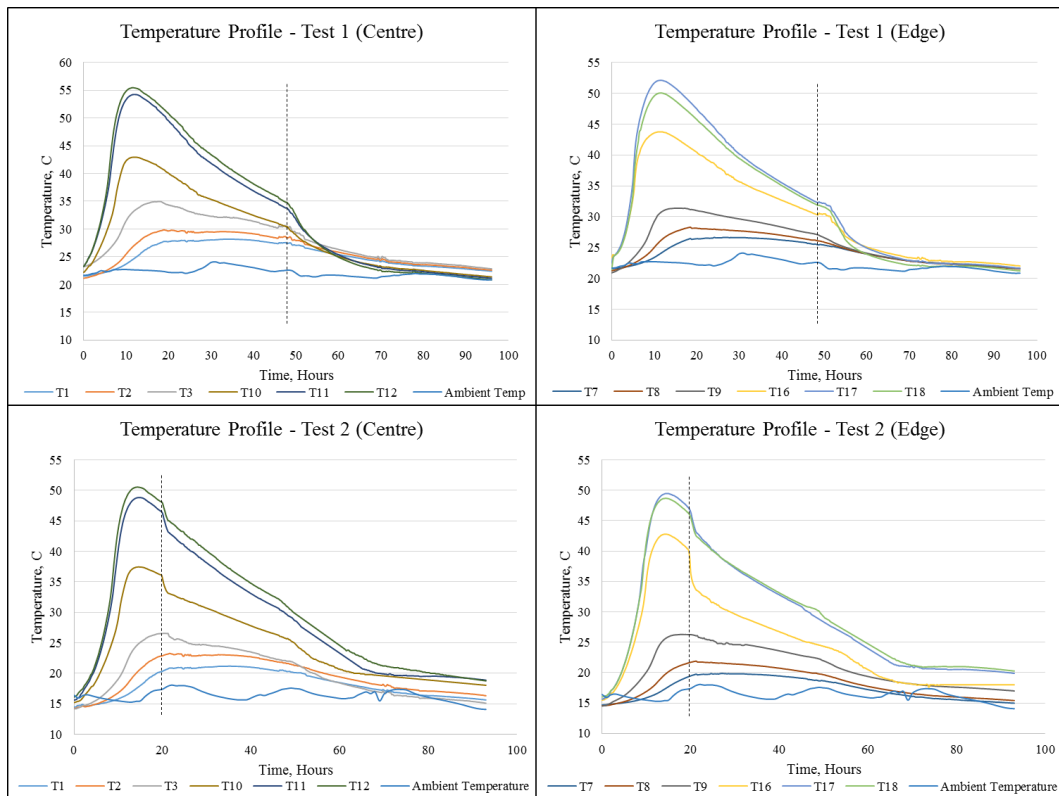 Temperature Profile - Test 1 (Centre)
60
55
50
45
40
35
30
25
20
15
10
Temperature, C
0 10 20 30 40 50 60 70 80 90 100
Time, Hours
T1 T2 T3 T10 T11 T12 Ambient Temp
Temperature Profile - Test 1 (Edge)
55
50
45
40
35
30
25
20
15
10
Temperature, C
0 10 20 30 40 50 60 70 80 90 100
Time, Hours
T7 T8 T9 T16 T17 T18 Ambient Temp
Temperature Profile - Test 2 (Centre)
55
50
45
40
35
30
25
20
15
10
Temperature, C
0 20 40 60 80 100
Time, Hours
T1 T2 T3 T10 T11 T12 Ambient Temperature
Temperature Profile - Test 2 (Edge)
55
50
45
40
35
30
25
20
15
10
Temperature, C
0 20 40 60 80 100
Time, Hours
T7 T8 T9 T16 T17 T18 Ambient Temperature